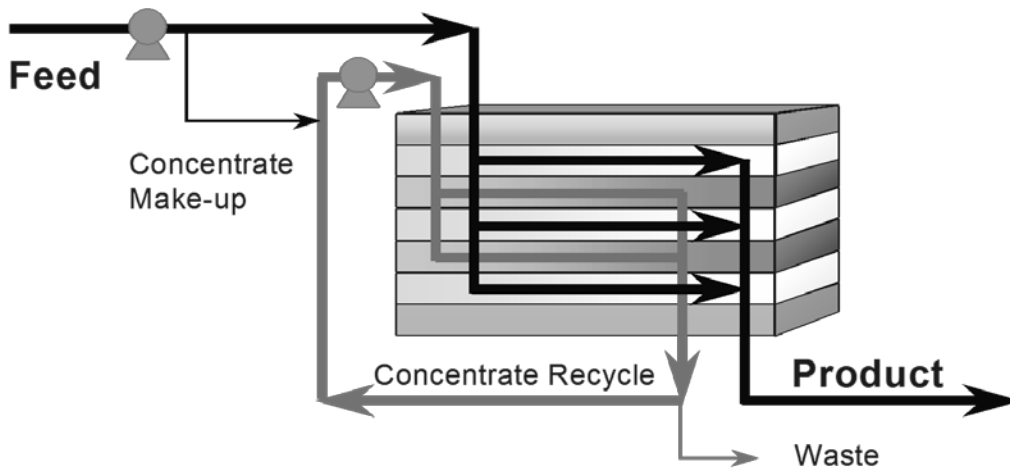 Feed
Concentrate
Make-up
Concentrate Recycle
Product
Waste